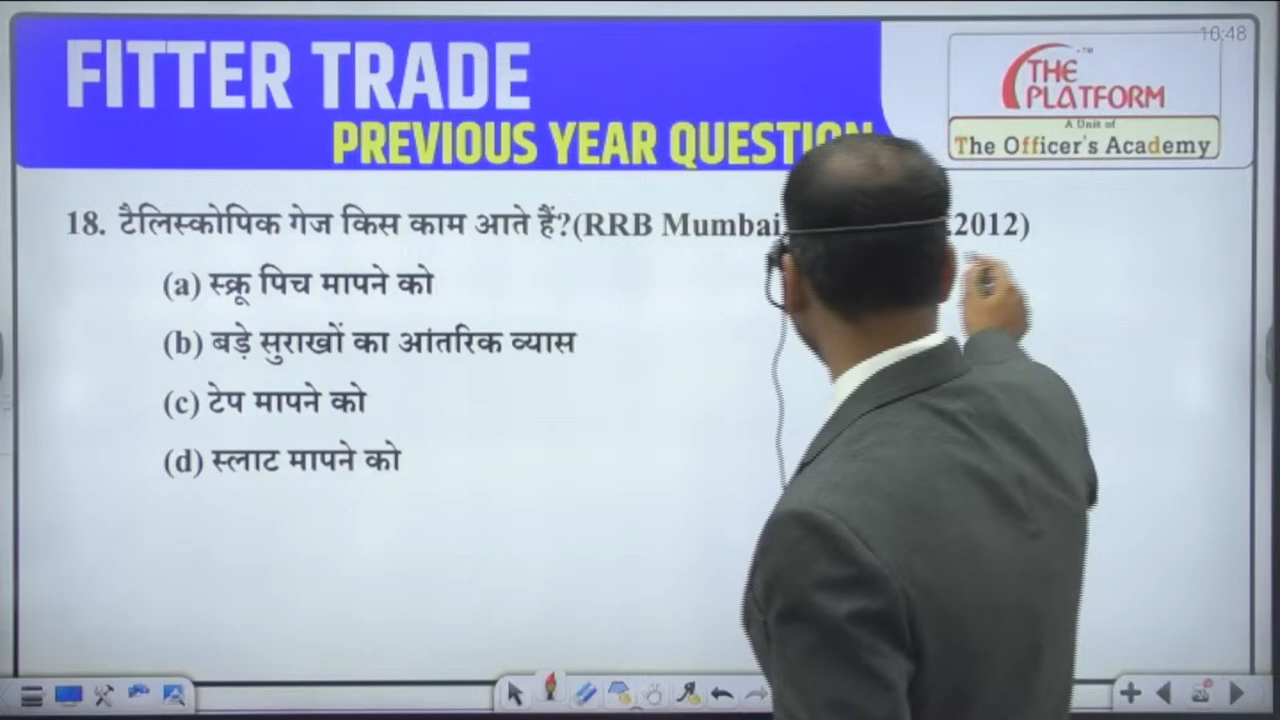 10:48
FITTER TRADE
PREVIOUS YEAR QUESTION
THE
PLATFORM
A Unit of
The Officer's Academy
18. टैलिस्कोपिक गेज किस काम आते हैं?(RRB Mumbai, 2012)
(a) स्क्रू पिच मापने को
(b) बड़े सुराखों का आंतरिक व्यास
(c) टेप मापने को
(d) स्लाट मापने को